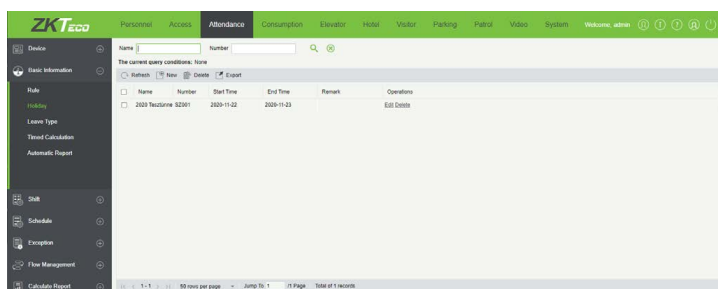 ZKTeco
Personnel Access Attendance Consumption Elevator Hotel Visitor Parking Patrol Video System Welcome, admin
Device
Basic Information
Rule
Holiday
Leave Type
Timed Calculation
Automatic Report
Shift
Schedule
Exception
Flow Management
Calculate Report
Name Number
The current query conditions: None
Refresh New Delete Export
Name Number Start Time End Time Remark Operations
2020 Tesztünne SZ001 2020-11-22 2020-11-23 Edit Delete
1-1 50 rows per page Jump To 1 /1 Page Total of 1 records